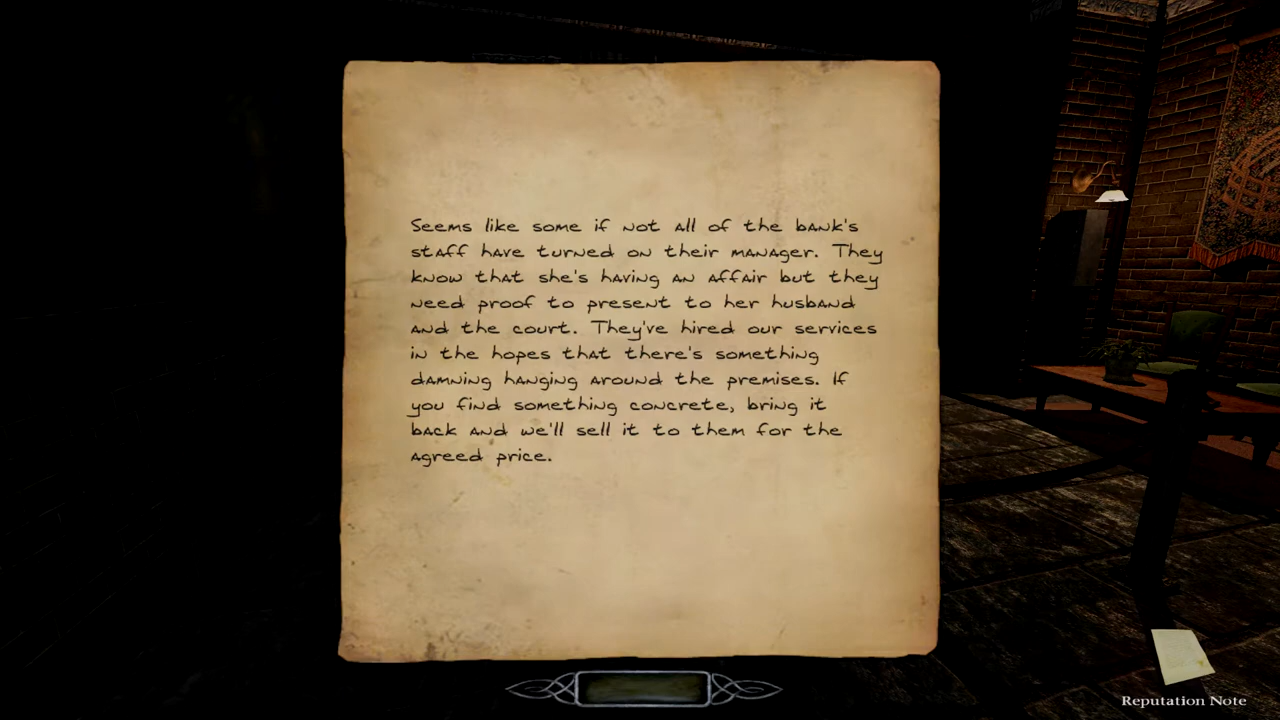 Seems like some if not all of the bank's
staff have turned on their manager. They
know that she's having an affair but they
need proof to present to her husband
and the court. They've hired our services
in the hopes that there's something
damning hanging around the premises. If
you find something concrete, bring it
back and we'll sell it to them for the
agreed price.
Reputation Note